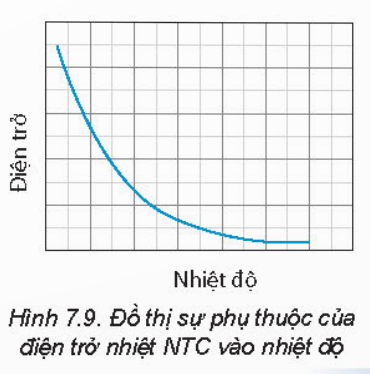 Điện trở
Nhiệt độ
Hình 7.9. Đồ thị sự phụ thuộc của
điện trở nhiệt NTC vào nhiệt độ